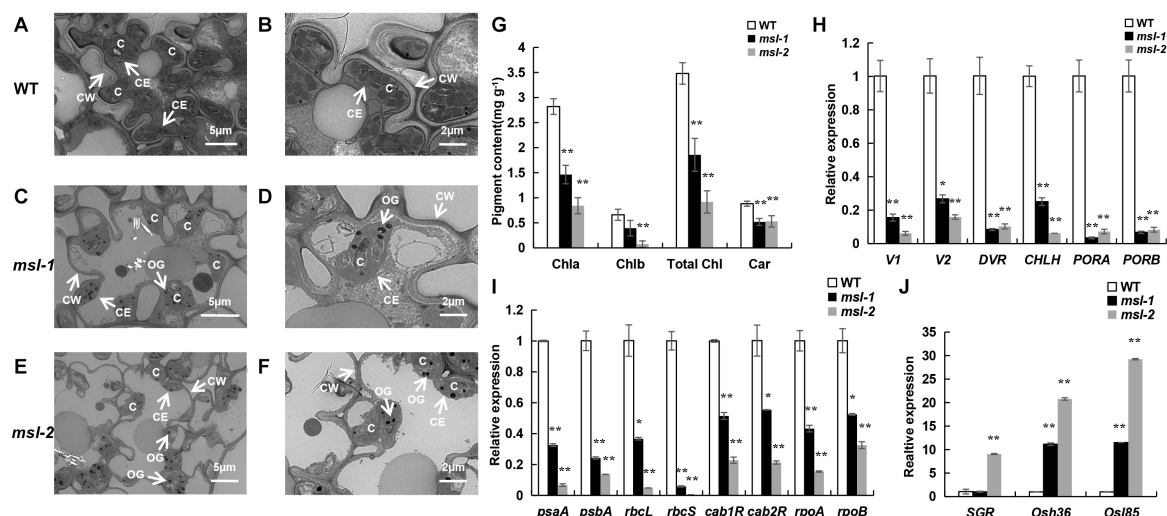 A
WT
C
C
CE
CW
C
CE
5μm
B
CW
C
CE
2μm
C
msl-1
C
OG
C
C
CW
CE
5μm
D
OG
CW
C
CE
2μm
E
msl-2
C
CW
C
CE
OG
OG
5μm
F
CW
OG
C
C
OG
CE
2μm
G
WT
msl-1
msl-2
Pigment content(mg g-1)
4
3.5
3
2.5
2
1.5
1
0.5
0
** ** ** ** ** ** **
Chla Chlb Total Chl Car
H
WT
msl-1
msl-2
Relative expression
1.2
1
0.8
0.6
0.4
0.2
0
** ** * ** ** ** ** ** ** ** ** **
V1 V2 DVR CHLH PORA PORB
I
WT
msl-1
msl-2
Relative expression
1.2
1
0.8
0.6
0.4
0.2
0
** ** ** ** * ** ** ** ** ** * ** ** ** * **
psaA psbA rbcL rbcS cab1R cab2R rpoA rpoB
J
WT
msl-1
msl-2
Realtive expression
35
30
25
20
15
10
5
0
** ** ** ** **
SGR Osh36 Osl85